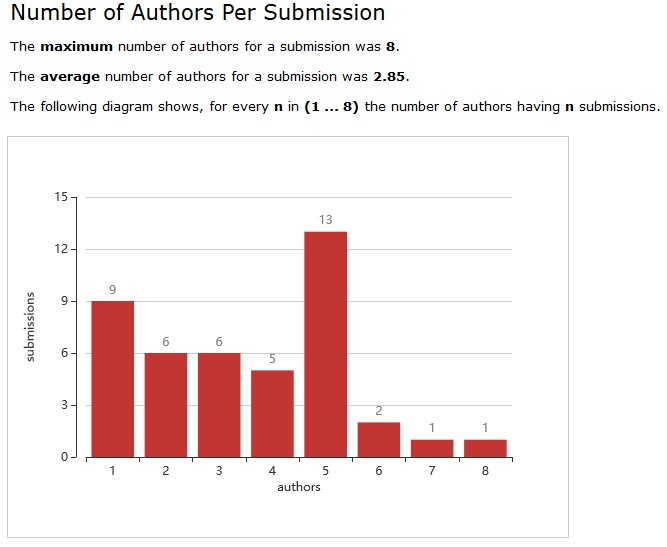 Number of Authors Per Submission
The maximum number of authors for a submission was 8.
The average number of authors for a submission was 2.85.
The following diagram shows, for every n in (1 ... 8) the number of authors having n submissions.
15
13
12
9
9
6
6
submissions
6
5
3
2
1
1
0
1 2 3 4 5 6 7 8
authors